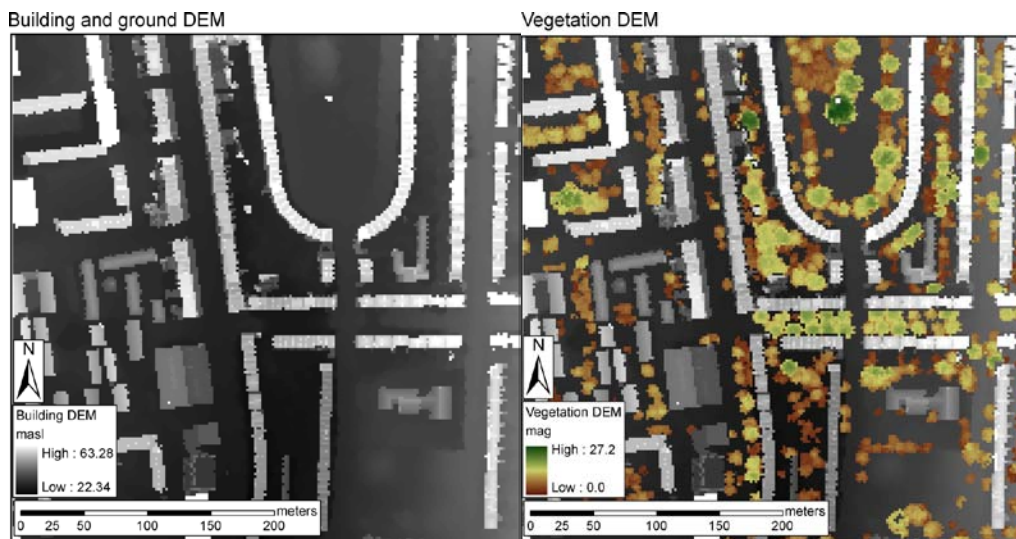 Building and ground DEM
N
Building DEM
masl
High : 63.28
Low : 22.34
meters
0 25 50 100 150 200
Vegetation DEM
N
Vegetation DEM
mag
High : 27.2
Low : 0.0
meters
0 25 50 100 150 200